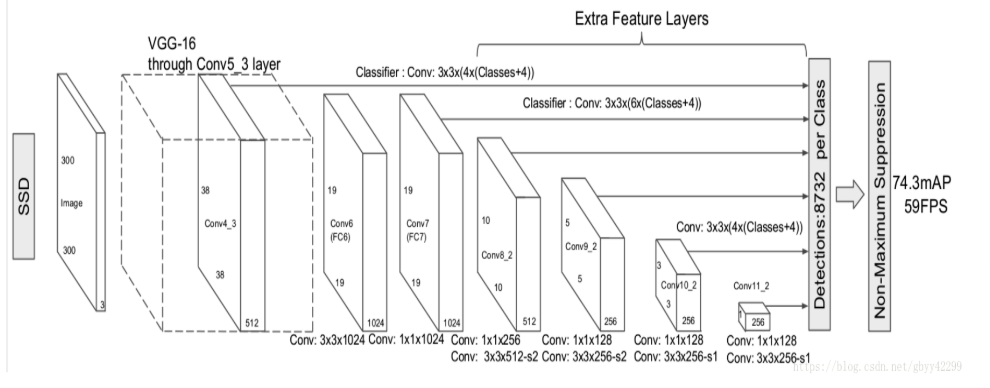 Extra Feature Layers
VGG-16
through Conv5_3 layer
Classifier : Conv: 3x3x(4x(Classes+4))
Classifier : Conv: 3x3x(6x(Classes+4))
SSD
300
Image
300
3
38
Conv4_3
38
512
19
Conv6
(FC6)
19
1024
19
Conv7
(FC7)
19
1024
10
Conv8_2
10
512
5
Conv9_2
5
256
Conv: 3x3x(4x(Classes+4))
3
Conv10_2
3
256
Conv11_2
1
256
Detections:8732 per Class
Non-Maximum Suppression
74.3mAP
59FPS
Conv: 3x3x1024
Conv: 1x1x1024
Conv: 1x1x256
Conv: 3x3x512-s2
Conv: 1x1x128
Conv: 3x3x256-s2
Conv: 1x1x128
Conv: 3x3x256-s1
Conv: 1x1x128
Conv: 3x3x256-s1
https://blog.csdn.net/ghyy42299